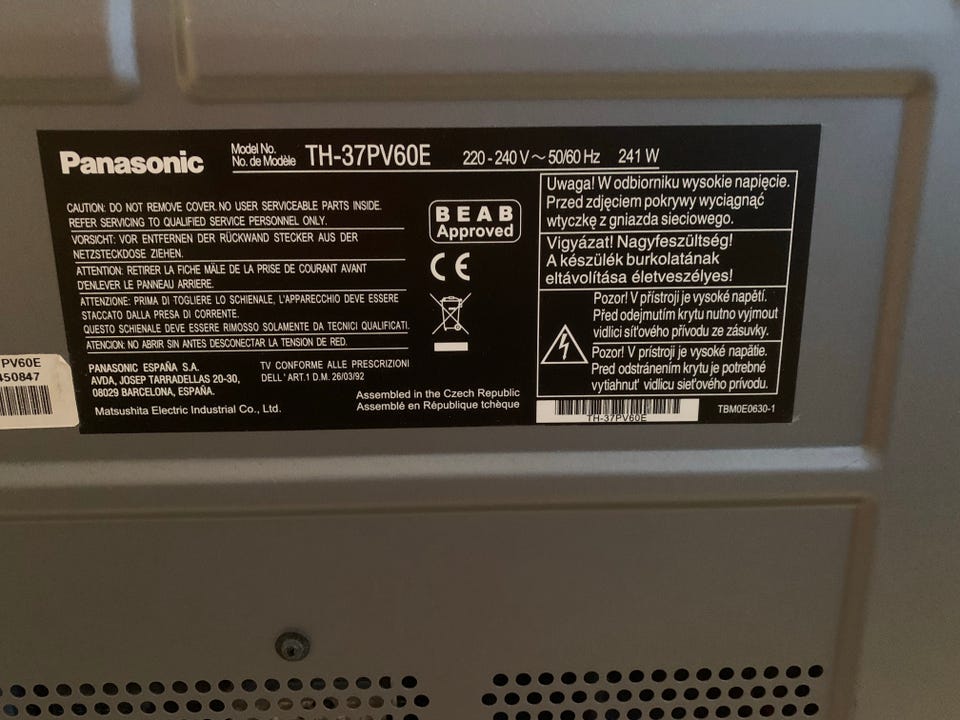 Panasonic
Model No.
No. de Modèle
TH-37PV60E
220 - 240 V ~ 50/60 Hz 241 W
CAUTION: DO NOT REMOVE COVER. NO USER SERVICEABLE PARTS INSIDE.
REFER SERVICING TO QUALIFIED SERVICE PERSONNEL ONLY.
VORSICHT: VOR ENTFERNEN DER RÜCKWAND STECKER AUS DER
NETZSTECKDOSE ZIEHEN.
ATTENTION: RETIRER LA FICHE MÂLE DE LA PRISE DE COURANT AVANT
D'ENLEVER LE PANNEAU ARRIERE.
ATTENZIONE: PRIMA DI TOGLIERE LO SCHIENALE, L'APPARECCHIO DEVE ESSERE
STACCATO DALLA PRESA DI CORRENTE.
QUESTO SCHIENALE DEVE ESSERE RIMOSSO SOLAMENTE DA TECNICI QUALIFICATI.
ATENCION: NO ABRIR SIN ANTES DESCONECTAR LA TENSION DE RED.
PANASONIC ESPAÑA S.A.
AVDA, JOSEP TARRADELLAS 20-30,
08029 BARCELONA, ESPAÑA.
TV CONFORME ALLE PRESCRIZIONI
DELL' ART.1 D.M. 26/03/92
Matsushita Electric Industrial Co., Ltd.
Assembled in the Czech Republic
Assemblé en République tchèque
BEAB
Approved
CE
Uwaga! W odbiorniku wysokie napięcie.
Przed zdjęciem pokrywy wyciągnąć
wtyczkę z gniazda sieciowego.
Vigyázat! Nagyfeszültség!
A készülék burkolatának
eltávolítása életveszélyes!
Pozor! V přístroji je vysoké napětí.
Před odejmutím krytu nutno vyjmout
vidlici síťového přívodu ze zásuvky.
Pozor! V prístroji je vysoké napätie.
Pred odstránením krytu je potrebné
vytiahnuť vidlicu sieťového prívodu.
TH-37PV60E
TBM0E0630-1
PV60E
450847